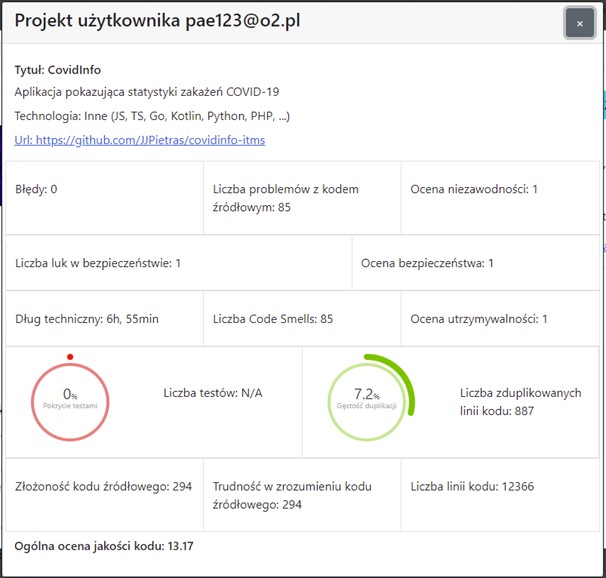 Projekt użytkownika pae123@o2.pl
×
Tytuł: CovidInfo
Aplikacja pokazująca statystyki zakażeń COVID-19
Technologia: Inne (JS, TS, Go, Kotlin, Python, PHP, ...)
Url: https://github.com/JJPietras/covidinfo-itms
Błędy: 0
Liczba problemów z kodem
źródłowym: 85
Ocena niezawodności: 1
Liczba luk w bezpieczeństwie: 1
Ocena bezpieczeństwa: 1
Dług techniczny: 6h, 55min
Liczba Code Smells: 85
Ocena utrzymywalności: 1
0%
Pokrycie testami
Liczba testów: N/A
7.2%
Gęstość duplikacji
Liczba zduplikowanych
linii kodu: 887
Złożoność kodu źródłowego: 294
Trudność w zrozumieniu kodu
źródłowego: 294
Liczba linii kodu: 12366
Ogólna ocena jakości kodu: 13.17